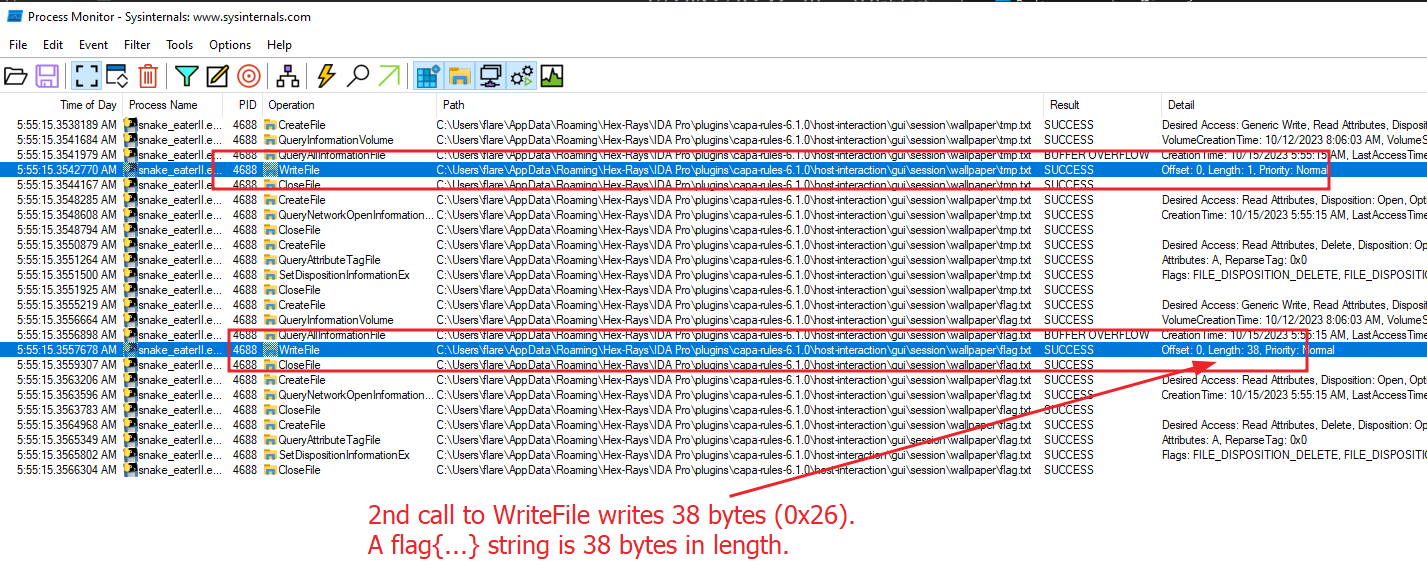 Process Monitor - Sysinternals: www.sysinternals.com
File Edit Event Filter Tools Options Help
Time of Day Process Name PID Operation Path Result Detail
5:55:15.3538189 AM snake_eaterII.e... 4688 CreateFile C:\Users\flare\AppData\Roaming\Hex-Rays\IDA Pro\plugins\capa-rules-6.1.0\host-interaction\gui\session\wallpaper\tmp.txt SUCCESS Desired Access: Generic Write, Read Attributes, Disposition: O
5:55:15.3541684 AM snake_eaterII.e... 4688 QueryInformationVolume C:\Users\flare\AppData\Roaming\Hex-Rays\IDA Pro\plugins\capa-rules-6.1.0\host-interaction\gui\session\wallpaper\tmp.txt SUCCESS VolumeCreationTime: 10/12/2023 8:06:03 AM, VolumeS
5:55:15.3541979 AM snake_eaterII.e... 4688 QueryAllInformationFile C:\Users\flare\AppData\Roaming\Hex-Rays\IDA Pro\plugins\capa-rules-6.1.0\host-interaction\gui\session\wallpaper\tmp.txt BUFFER OVERFLOW CreationTime: 10/15/2023 5:55:15 AM, LastAccessTime
5:55:15.3542770 AM snake_eaterII.e... 4688 WriteFile C:\Users\flare\AppData\Roaming\Hex-Rays\IDA Pro\plugins\capa-rules-6.1.0\host-interaction\gui\session\wallpaper\tmp.txt SUCCESS Offset: 0, Length: 1, Priority: Normal
5:55:15.3544167 AM snake_eaterII.e... 4688 CloseFile C:\Users\flare\AppData\Roaming\Hex-Rays\IDA Pro\plugins\capa-rules-6.1.0\host-interaction\gui\session\wallpaper\tmp.txt SUCCESS
5:55:15.3548285 AM snake_eaterII.e... 4688 CreateFile C:\Users\flare\AppData\Roaming\Hex-Rays\IDA Pro\plugins\capa-rules-6.1.0\host-interaction\gui\session\wallpaper\tmp.txt SUCCESS Desired Access: Read Attributes, Disposition: Open, Opti
5:55:15.3548608 AM snake_eaterII.e... 4688 QueryNetworkOpenInformation... C:\Users\flare\AppData\Roaming\Hex-Rays\IDA Pro\plugins\capa-rules-6.1.0\host-interaction\gui\session\wallpaper\tmp.txt SUCCESS CreationTime: 10/15/2023 5:55:15 AM, LastAccessTime
5:55:15.3548794 AM snake_eaterII.e... 4688 CloseFile C:\Users\flare\AppData\Roaming\Hex-Rays\IDA Pro\plugins\capa-rules-6.1.0\host-interaction\gui\session\wallpaper\tmp.txt SUCCESS
5:55:15.3550879 AM snake_eaterII.e... 4688 CreateFile C:\Users\flare\AppData\Roaming\Hex-Rays\IDA Pro\plugins\capa-rules-6.1.0\host-interaction\gui\session\wallpaper\tmp.txt SUCCESS Desired Access: Read Attributes, Delete, Disposition: Op
5:55:15.3551264 AM snake_eaterII.e... 4688 QueryAttributeTagFile C:\Users\flare\AppData\Roaming\Hex-Rays\IDA Pro\plugins\capa-rules-6.1.0\host-interaction\gui\session\wallpaper\tmp.txt SUCCESS Attributes: A, ReparseTag: 0x0
5:55:15.3551500 AM snake_eaterII.e... 4688 SetDispositionInformationEx C:\Users\flare\AppData\Roaming\Hex-Rays\IDA Pro\plugins\capa-rules-6.1.0\host-interaction\gui\session\wallpaper\tmp.txt SUCCESS Flags: FILE_DISPOSITION_DELETE, FILE_DISPOSITI
5:55:15.3551925 AM snake_eaterII.e... 4688 CloseFile C:\Users\flare\AppData\Roaming\Hex-Rays\IDA Pro\plugins\capa-rules-6.1.0\host-interaction\gui\session\wallpaper\tmp.txt SUCCESS
5:55:15.3555219 AM snake_eaterII.e... 4688 CreateFile C:\Users\flare\AppData\Roaming\Hex-Rays\IDA Pro\plugins\capa-rules-6.1.0\host-interaction\gui\session\wallpaper\flag.txt SUCCESS Desired Access: Generic Write, Read Attributes, Dispositi
5:55:15.3556664 AM snake_eaterII.e... 4688 QueryInformationVolume C:\Users\flare\AppData\Roaming\Hex-Rays\IDA Pro\plugins\capa-rules-6.1.0\host-interaction\gui\session\wallpaper\flag.txt SUCCESS VolumeCreationTime: 10/12/2023 8:06:03 AM, VolumeS
5:55:15.3556898 AM snake_eaterII.e... 4688 QueryAllInformationFile C:\Users\flare\AppData\Roaming\Hex-Rays\IDA Pro\plugins\capa-rules-6.1.0\host-interaction\gui\session\wallpaper\flag.txt BUFFER OVERFLOW CreationTime: 10/15/2023 5:55:15 AM, LastAccessTime
5:55:15.3557678 AM snake_eaterII.e... 4688 WriteFile C:\Users\flare\AppData\Roaming\Hex-Rays\IDA Pro\plugins\capa-rules-6.1.0\host-interaction\gui\session\wallpaper\flag.txt SUCCESS Offset: 0, Length: 38, Priority: Normal
5:55:15.3559307 AM snake_eaterII.e... 4688 CloseFile C:\Users\flare\AppData\Roaming\Hex-Rays\IDA Pro\plugins\capa-rules-6.1.0\host-interaction\gui\session\wallpaper\flag.txt SUCCESS
5:55:15.3563206 AM snake_eaterII.e... 4688 CreateFile C:\Users\flare\AppData\Roaming\Hex-Rays\IDA Pro\plugins\capa-rules-6.1.0\host-interaction\gui\session\wallpaper\flag.txt SUCCESS Desired Access: Read Attributes, Disposition: Open, Opti
5:55:15.3563596 AM snake_eaterII.e... 4688 QueryNetworkOpenInformation... C:\Users\flare\AppData\Roaming\Hex-Rays\IDA Pro\plugins\capa-rules-6.1.0\host-interaction\gui\session\wallpaper\flag.txt SUCCESS CreationTime: 10/15/2023 5:55:15 AM, LastAccessTime
5:55:15.3563783 AM snake_eaterII.e... 4688 CloseFile C:\Users\flare\AppData\Roaming\Hex-Rays\IDA Pro\plugins\capa-rules-6.1.0\host-interaction\gui\session\wallpaper\flag.txt SUCCESS
5:55:15.3564968 AM snake_eaterII.e... 4688 CreateFile C:\Users\flare\AppData\Roaming\Hex-Rays\IDA Pro\plugins\capa-rules-6.1.0\host-interaction\gui\session\wallpaper\flag.txt SUCCESS Desired Access: Read Attributes, Delete, Disposition: Op
5:55:15.3565349 AM snake_eaterII.e... 4688 QueryAttributeTagFile C:\Users\flare\AppData\Roaming\Hex-Rays\IDA Pro\plugins\capa-rules-6.1.0\host-interaction\gui\session\wallpaper\flag.txt SUCCESS Attributes: A, ReparseTag: 0x0
5:55:15.3565802 AM snake_eaterII.e... 4688 SetDispositionInformationEx C:\Users\flare\AppData\Roaming\Hex-Rays\IDA Pro\plugins\capa-rules-6.1.0\host-interaction\gui\session\wallpaper\flag.txt SUCCESS Flags: FILE_DISPOSITION_DELETE, FILE_DISPOSITI
5:55:15.3566304 AM snake_eaterII.e... 4688 CloseFile C:\Users\flare\AppData\Roaming\Hex-Rays\IDA Pro\plugins\capa-rules-6.1.0\host-interaction\gui\session\wallpaper\flag.txt SUCCESS
2nd call to WriteFile writes 38 bytes (0x26).
A flag{...} string is 38 bytes in length.